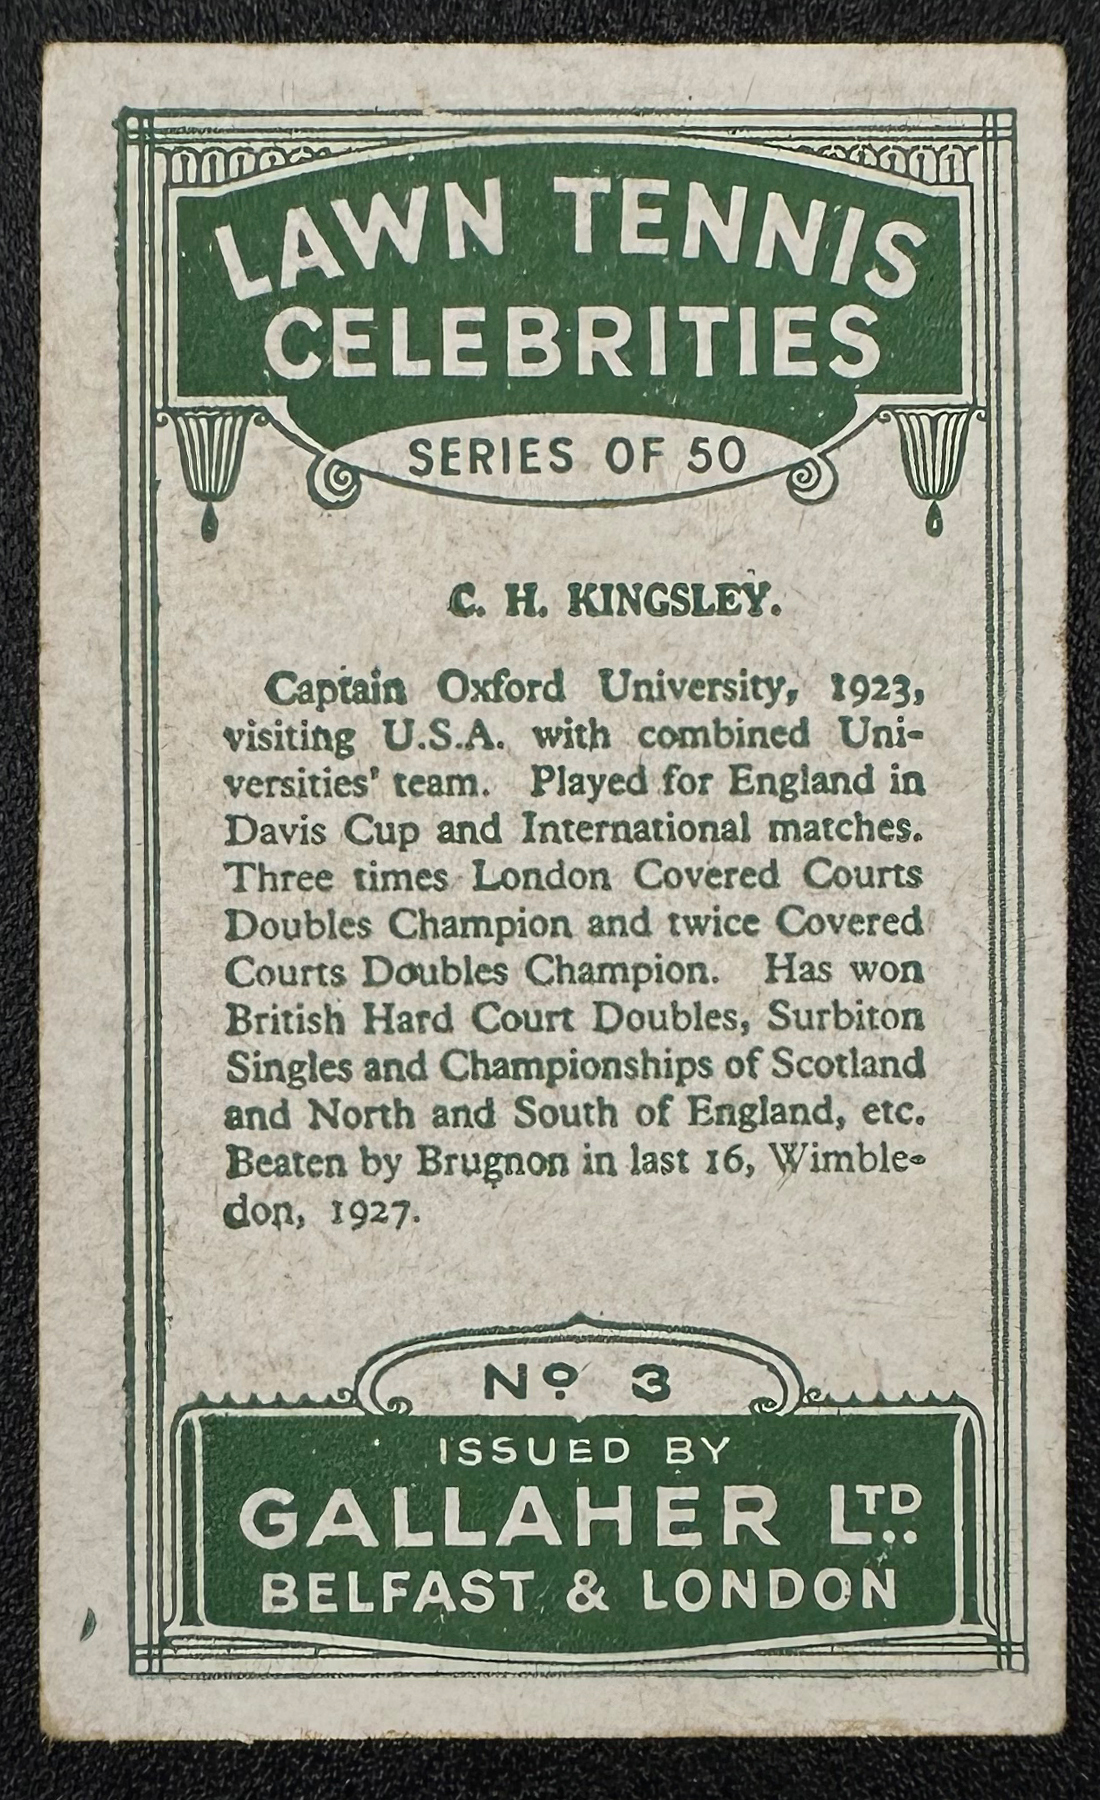 LAWN TENNIS
CELEBRITIES
SERIES OF 50
C. H. KINGSLEY.
Captain Oxford University, 1923,
visiting U.S.A. with combined Uni-
versities' team. Played for England in
Davis Cup and International matches.
Three times London Covered Courts
Doubles Champion and twice Covered
Courts Doubles Champion. Has won
British Hard Court Doubles, Surbiton
Singles and Championships of Scotland
and North and South of England, etc.
Beaten by Brugnon in last 16, Wimble-
don, 1927.
Nº 3
ISSUED BY
GALLAHER LTD.
BELFAST & LONDON